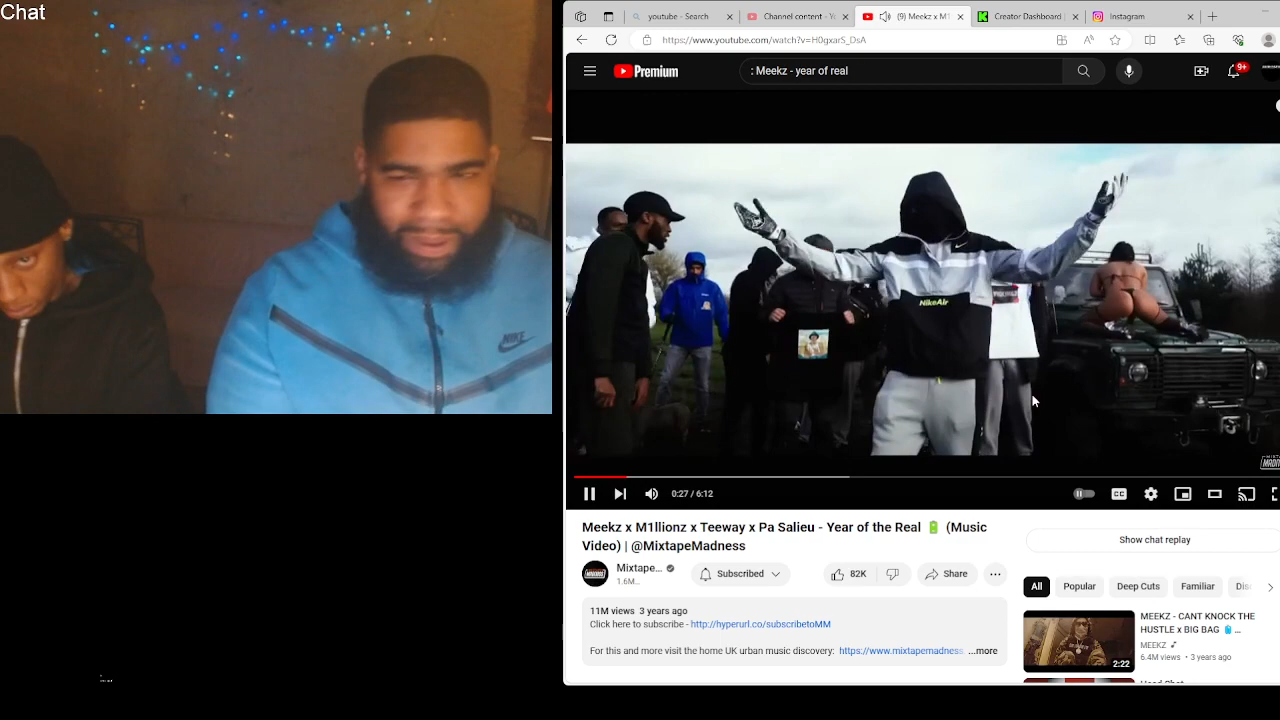 Chat
youtube - Search
Channel content - Y
(9) Meekz x M1
Creator Dashboard |
Instagram
https://www.youtube.com/watch?v=H0gxarS_DsA
Premium
: Meekz - year of real
9+
NIKE
NikeAir
0:27 / 6:12
CC
Meekz x M1llionz x Teeway x Pa Salieu - Year of the Real 🔋 (Music
Video) | @MixtapeMadness
Mixtape...
1.6M...
Subscribed
82K
Share
Show chat replay
All
Popular
Deep Cuts
Familiar
Dis
11M views 3 years ago
Click here to subscribe - http://hyperurl.co/subscribetoMM
For this and more visit the home UK urban music discovery: https://www.mixtapemadness. ...more
MEEKZ - CANT KNOCK THE
HUSTLE x BIG BAG 🧊 ...
MEEKZ
6.4M views • 3 years ago
2:22